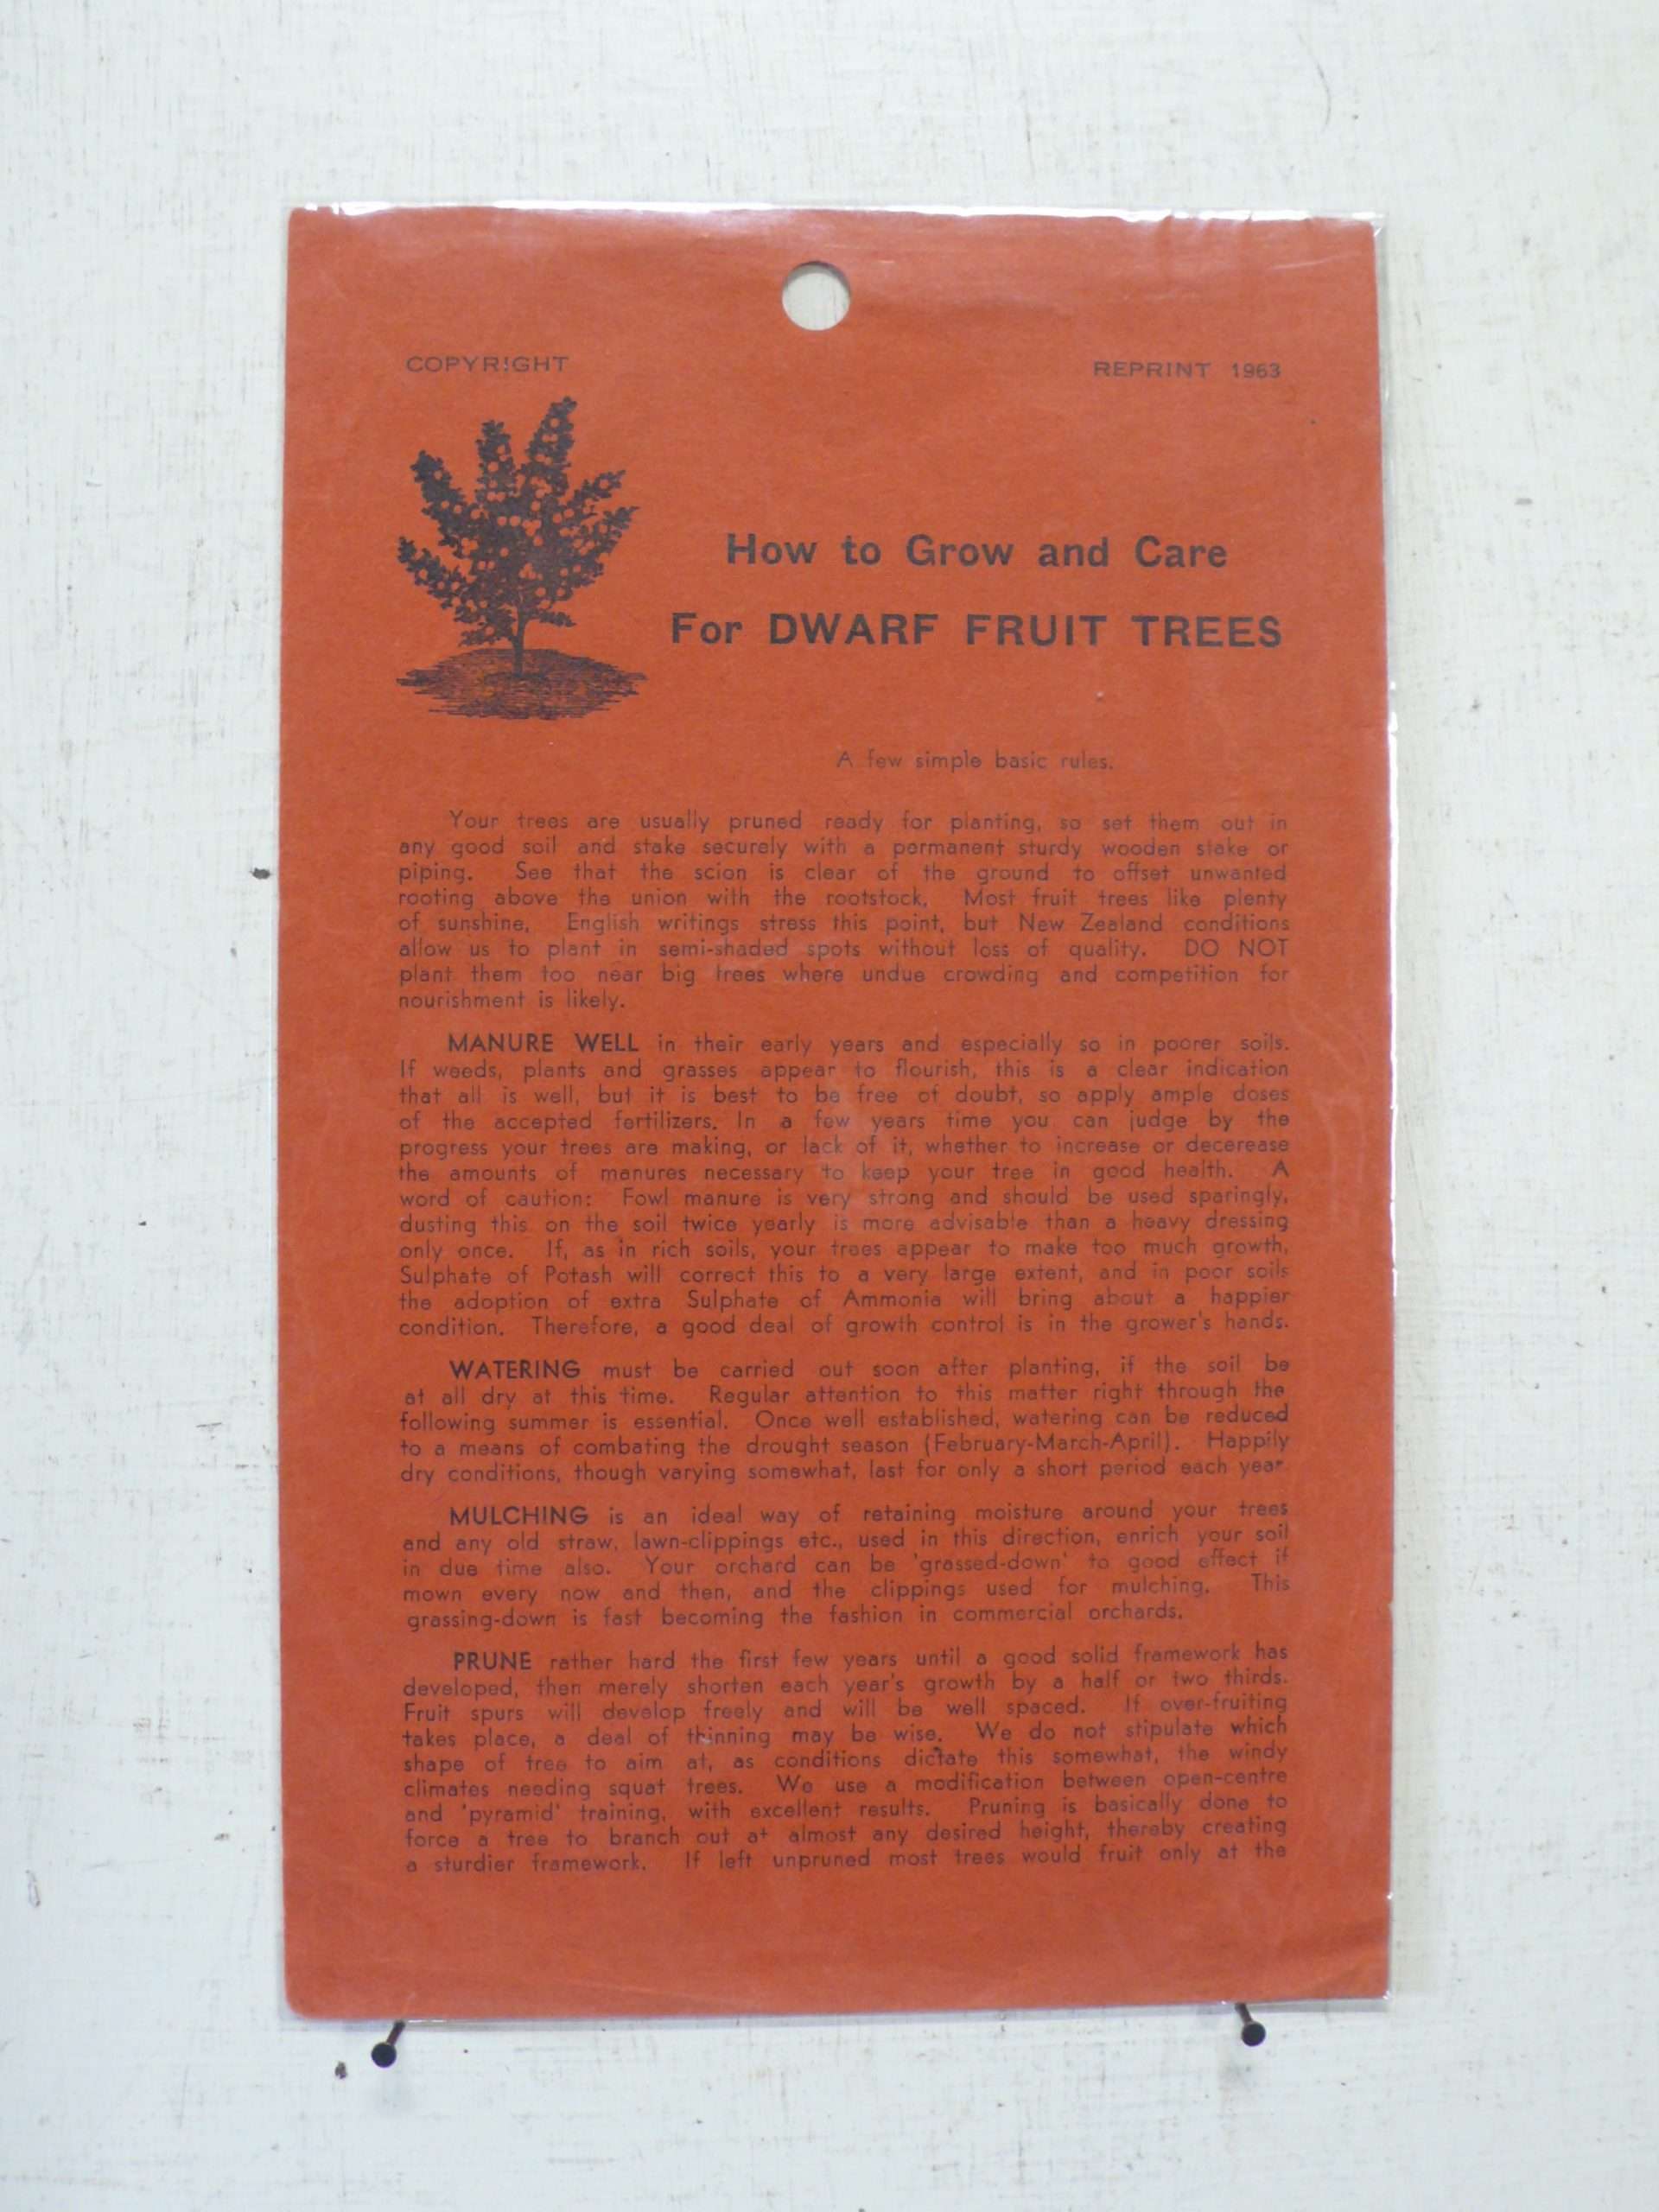 COPYRIGHT
REPRINT 1963
How to Grow and Care
For DWARF FRUIT TREES
A few simple basic rules.
Your trees are usually pruned ready for planting, so set them out in
any good soil and stake securely with a permanent sturdy wooden stake or
piping. See that the scion is clear of the ground to offset unwanted
rooting above the union with the rootstock. Most fruit trees like plenty
of sunshine. English writings stress this point, but New Zealand conditions
allow us to plant in semi-shaded spots without loss of quality. DO NOT
plant them too near big trees where undue crowding and competition for
nourishment is likely.
MANURE WELL in their early years and especially so in poorer soils.
If weeds, plants and grasses appear to flourish, this is a clear indication
that all is well, but it is best to be free of doubt, so apply ample doses
of the accepted fertilizers. In a few years time you can judge by the
progress your trees are making, or lack of it, whether to increase or decerease
the amounts of manures necessary to keep your tree in good health. A
word of caution: Fowl manure is very strong and should be used sparingly,
dusting this on the soil twice yearly is more advisable than a heavy dressing
only once. If, as in rich soils, your trees appear to make too much growth,
Sulphate of Potash will correct this to a very large extent, and in poor soils
the adoption of extra Sulphate of Ammonia will bring about a happier
condition. Therefore, a good deal of growth control is in the grower's hands.
WATERING must be carried out soon after planting, if the soil be
at all dry at this time. Regular attention to this matter right through the
following summer is essential. Once well established, watering can be reduced
to a means of combating the drought season (February-March-April). Happily
dry conditions, though varying somewhat, last for only a short period each year
MULCHING is an ideal way of retaining moisture around your trees
and any old straw, lawn-clippings etc., used in this direction, enrich your soil
in due time also. Your orchard can be 'grassed-down' to good effect if
mown every now and then, and the clippings used for mulching. This
grassing-down is fast becoming the fashion in commercial orchards.
PRUNE rather hard the first few years until a good solid framework has
developed, then merely shorten each year's growth by a half or two thirds.
Fruit spurs will develop freely and will be well spaced. If over-fruiting
takes place, a deal of thinning may be wise. We do not stipulate which
shape of tree to aim at, as conditions dictate this somewhat, the windy
climates needing squat trees. We use a modification between open-centre
and 'pyramid' training, with excellent results. Pruning is basically done to
force a tree to branch out at almost any desired height, thereby creating
a sturdier framework. If left unpruned most trees would fruit only at the